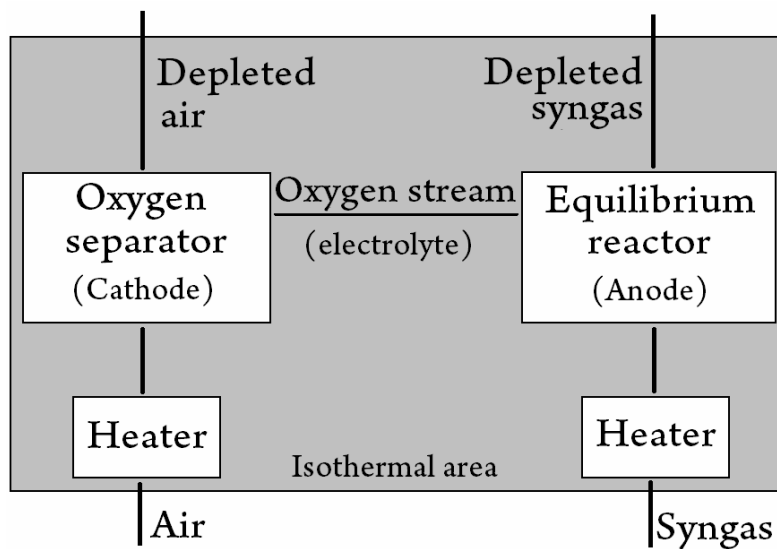 Depleted
air
Depleted
syngas
Oxygen
separator
(Cathode)
Oxygen stream
(electrolyte)
Equilibrium
reactor
(Anode)
Heater
Heater
Isothermal area
Air
Syngas